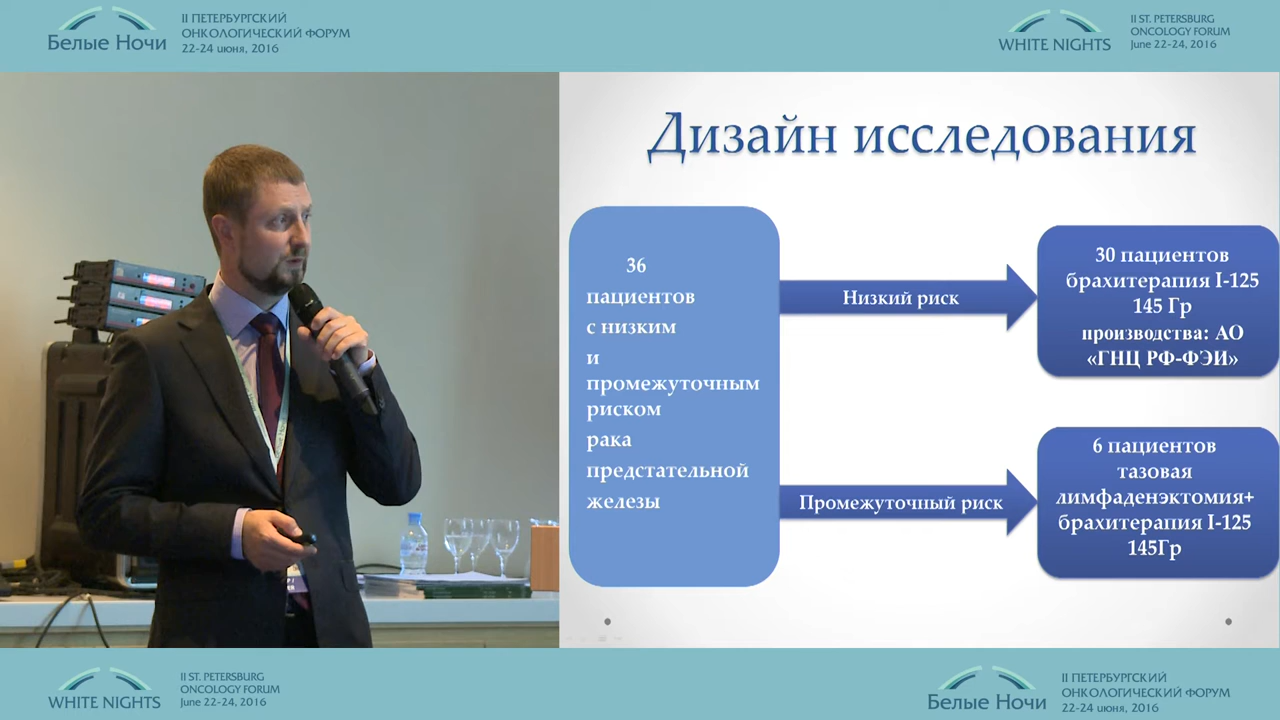 Белые Ночи
II ПЕТЕРБУРГСКИЙ
ОНКОЛОГИЧЕСКИЙ ФОРУМ
22-24 июня, 2016
WHITE NIGHTS
II ST. PETERSBURG
ONCOLOGY FORUM
June 22-24, 2016
Дизайн исследования
36
пациентов
с низким
и
промежуточным
риском
рака
предстательной
железы
Низкий риск
30 пациентов
брахитерапия I-125
145 Гр
производства: АО
«ГНЦ РФ-ФЭИ»
Промежуточный риск
6 пациентов
тазовая
лимфаденэктомия+
брахитерапия I-125
145Гр
WHITE NIGHTS
II ST. PETERSBURG
ONCOLOGY FORUM
June 22-24, 2016
Белые Ночи
II ПЕТЕРБУРГСКИЙ
ОНКОЛОГИЧЕСКИЙ ФОРУМ
22-24 июня, 2016